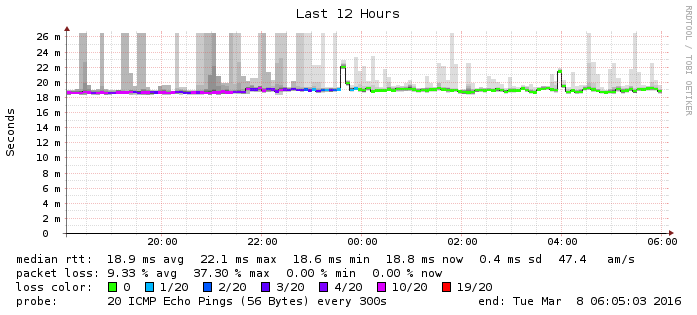 Last 12 Hours
RRDTOOL / TOBI OETIKER
Seconds
26 m
24 m
22 m
20 m
18 m
16 m
14 m
12 m
10 m
8 m
6 m
4 m
2 m
0
20:00 22:00 00:00 02:00 04:00 06:00
median rtt: 18.9 ms avg 22.1 ms max 18.6 ms min 18.8 ms now 0.4 ms sd 47.4 am/s
packet loss: 9.33 % avg 37.30 % max 0.00 % min 0.00 % now
loss color: 0 1/20 2/20 3/20 4/20 10/20 19/20
probe: 20 ICMP Echo Pings (56 Bytes) every 300s end: Tue Mar 8 06:05:03 2016